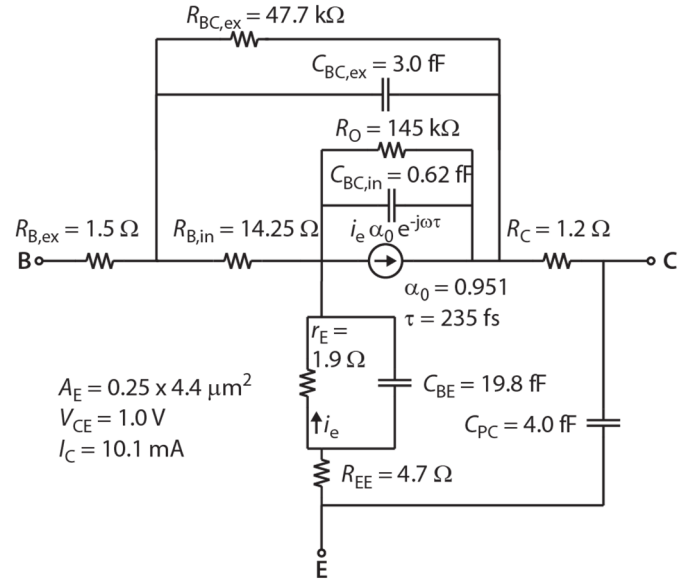 R_BC,ex = 47.7 kΩ
C_BC,ex = 3.0 fF
R_O = 145 kΩ
C_BC,in = 0.62 fF
R_B,ex = 1.5 Ω
R_B,in = 14.25 Ω
i_e α_0 e^-jωτ
R_C = 1.2 Ω
B
C
α_0 = 0.951
τ = 235 fs
r_E =
1.9 Ω
A_E = 0.25 x 4.4 μm²
V_CE = 1.0 V
I_C = 10.1 mA
C_BE = 19.8 fF
C_PC = 4.0 fF
i_e
R_EE = 4.7 Ω
E